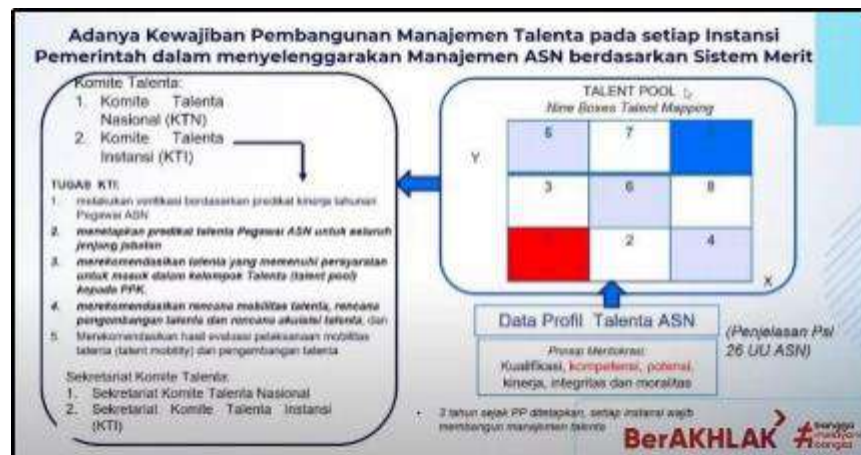 Adanya Kewajiban Pembangunan Manajemen Talenta pada setiap Instansi
Pemerintah dalam menyelenggarakan Manajemen ASN berdasarkan Sistem Merit
Komite Talenta:
1. Komite Talenta
Nasional (KTN)
2. Komite Talenta
Instansi (KTI)
TUGAS KTI:
1. melakukan verifikasi berdasarkan predikat kinerja tahunan
Pegawai ASN
2. menetapkan predikat talenta Pegawai ASN untuk seluruh
jenjang jabatan
3. merekomendasikan talenta yang memenuhi persyaratan
untuk masuk dalam kelompok Talenta (talent pool)
kepada PPK.
4. merekomendasikan rencana mobilitas talenta, rencana
pengembangan talenta dan rencana akuisisi talenta, dan
5. Merekomendasikan hasil evaluasi pelaksanaan mobilitas
talenta (talent mobility) dan pengembangan talenta
Sekretariat Komite Talenta:
1. Sekretariat Komite Talenta Nasional
2. Sekretariat Komite Talenta Instansi
(KTI)
TALENT POOL
Nine Boxes Talent Mapping
Y
5 7
3 6 8
2 4
X
Data Profil Talenta ASN
Prinsip Meritokrasi:
Kualifikasi, kompetensi, potensi,
kinerja, integritas dan moralitas
(Penjelasan Psl
26 UU ASN)
tahun sejak PP ditetapkan, setiap instansi wajib
membangun manajemen talenta
BerAKHLAK
#bangga
melayani
bangsa